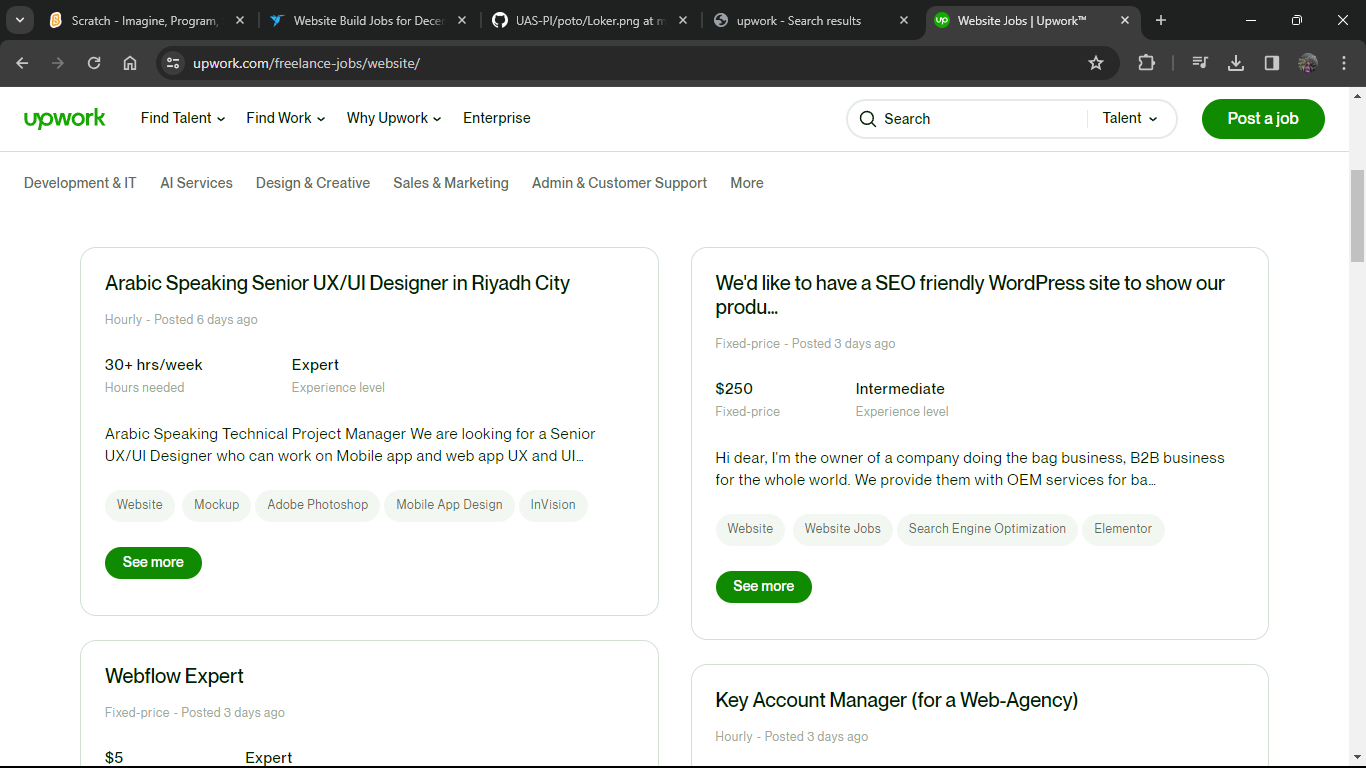 Scratch - Imagine, Program,
Website Build Jobs for Decem
UAS-PI/poto/Loker.png at m
upwork - Search results
up
Website Jobs | Upwork™
upwork.com/freelance-jobs/website/
upwork
Find Talent
Find Work
Why Upwork
Enterprise
Search
Talent
Post a job
Development & IT
AI Services
Design & Creative
Sales & Marketing
Admin & Customer Support
More
Arabic Speaking Senior UX/UI Designer in Riyadh City
Hourly - Posted 6 days ago
30+ hrs/week
Expert
Hours needed
Experience level
Arabic Speaking Technical Project Manager We are looking for a Senior
UX/UI Designer who can work on Mobile app and web app UX and UI…
Website
Mockup
Adobe Photoshop
Mobile App Design
InVision
See more
We'd like to have a SEO friendly WordPress site to show our
produ…
Fixed-price - Posted 3 days ago
$250
Intermediate
Fixed-price
Experience level
Hi dear, I'm the owner of a company doing the bag business, B2B business
for the whole world. We provide them with OEM services for ba…
Website
Website Jobs
Search Engine Optimization
Elementor
See more
Webflow Expert
Fixed-price - Posted 3 days ago
$5
Expert
Key Account Manager (for a Web-Agency)
Hourly - Posted 3 days ago